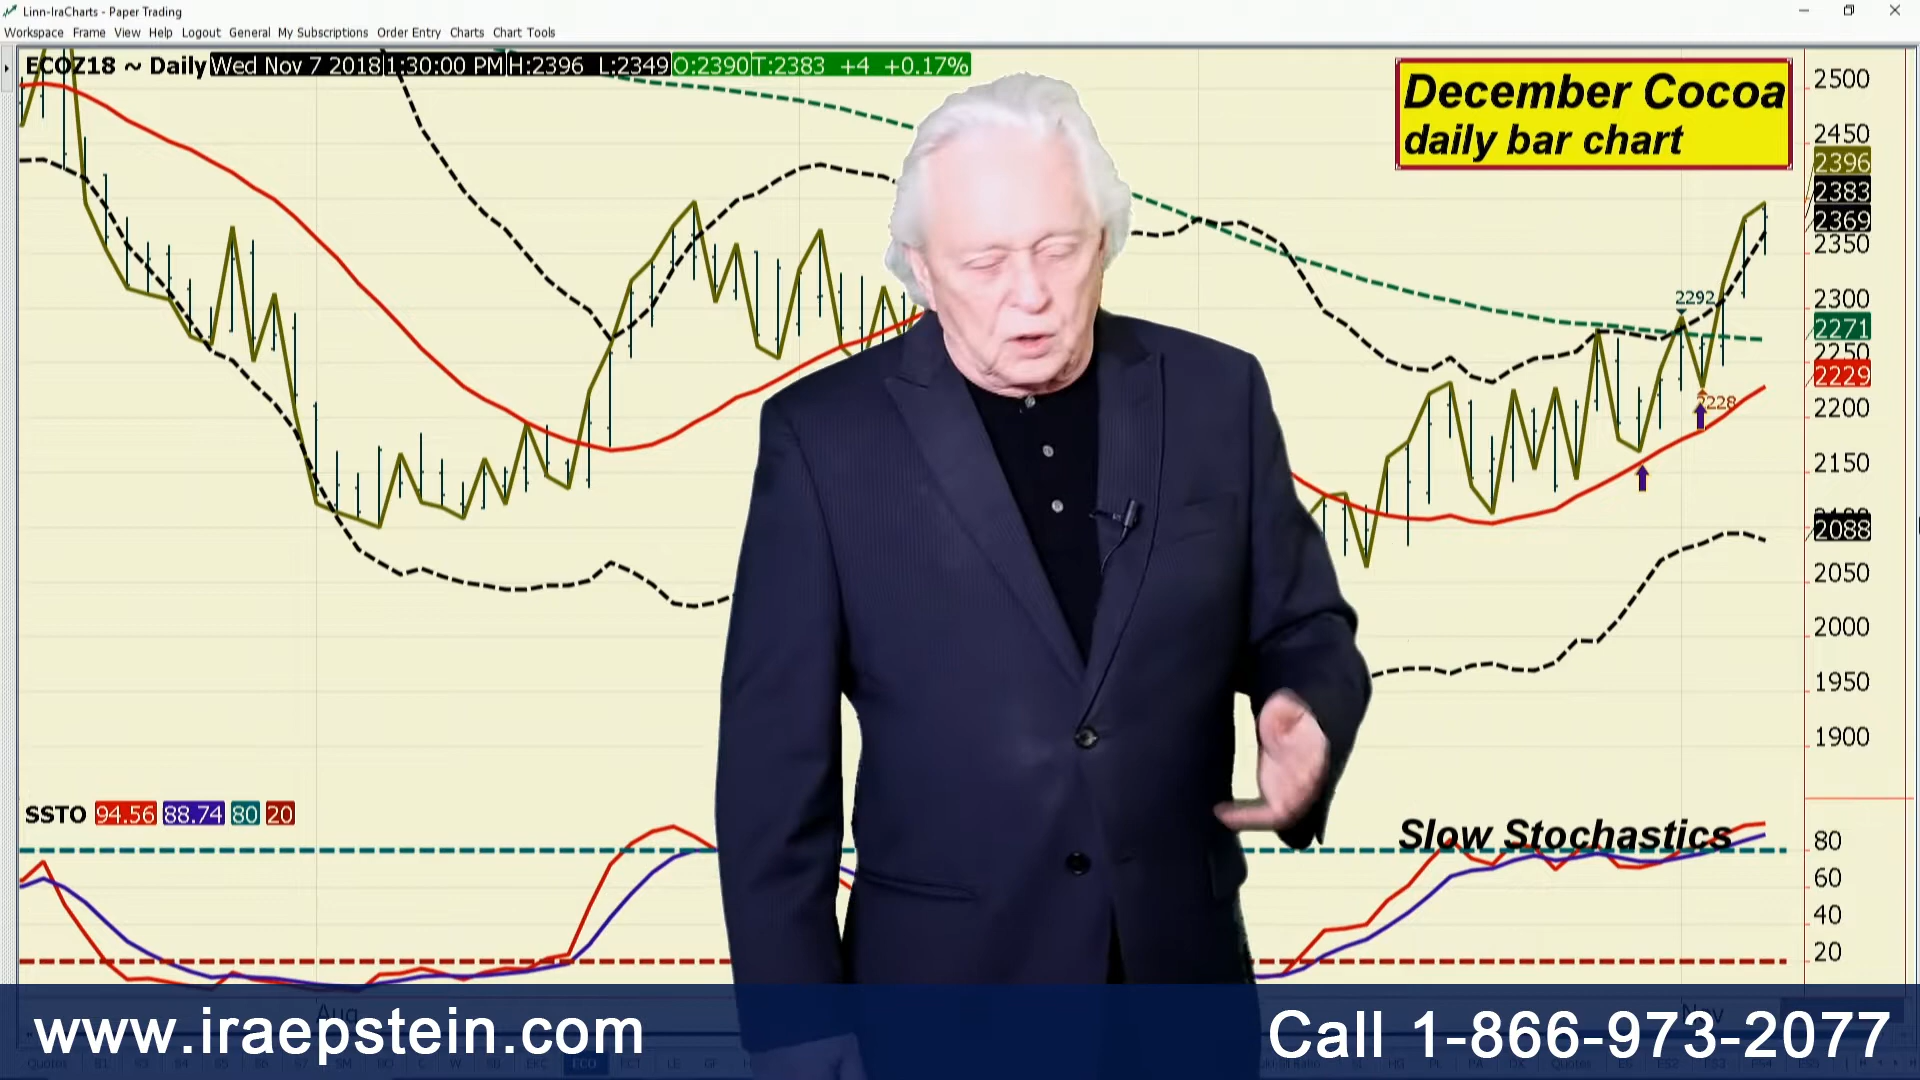 Linn-IraCharts - Paper Trading
Workspace Frame View Help Logout General My Subscriptions Order Entry Charts Chart Tools
ECOZ18 ~ Daily Wed Nov 7 2018 1:30:00 PM H:2396 L:2349 O:2390 T:2383 +4 +0.17%
December Cocoa
daily bar chart
2500
2450
2396
2383
2369
2350
2300
2292
2271
2250
2229
2228
2200
2150
2088
2050
2000
1950
1900
SSTO 94.56 88.74 80 20
Slow Stochastics
80
60
40
20
Aug
Nov
www.iraepstein.com
Call 1-866-973-2077